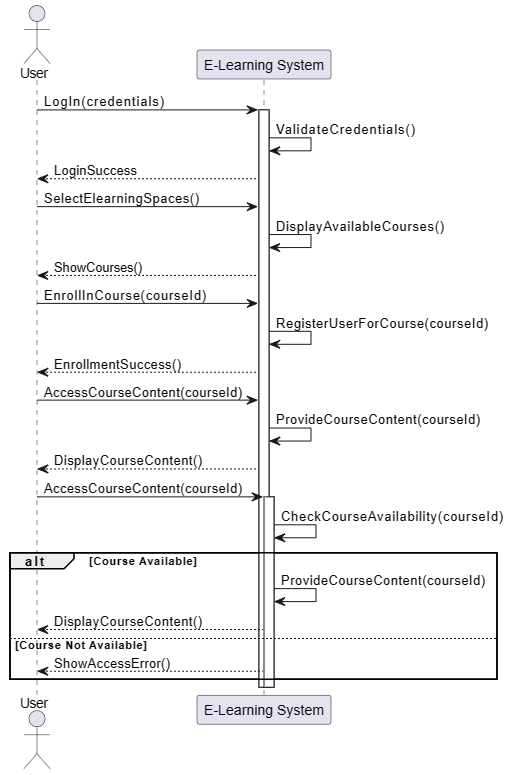 User
E-Learning System
LogIn(credentials)
ValidateCredentials()
LoginSuccess
SelectElearningSpaces()
DisplayAvailableCourses()
ShowCourses()
EnrollInCourse(courseId)
RegisterUserForCourse(courseId)
EnrollmentSuccess()
AccessCourseContent(courseId)
ProvideCourseContent(courseId)
DisplayCourseContent()
AccessCourseContent(courseId)
CheckCourseAvailability(courseId)
alt [Course Available]
ProvideCourseContent(courseId)
DisplayCourseContent()
[Course Not Available]
ShowAccessError()
User
E-Learning System